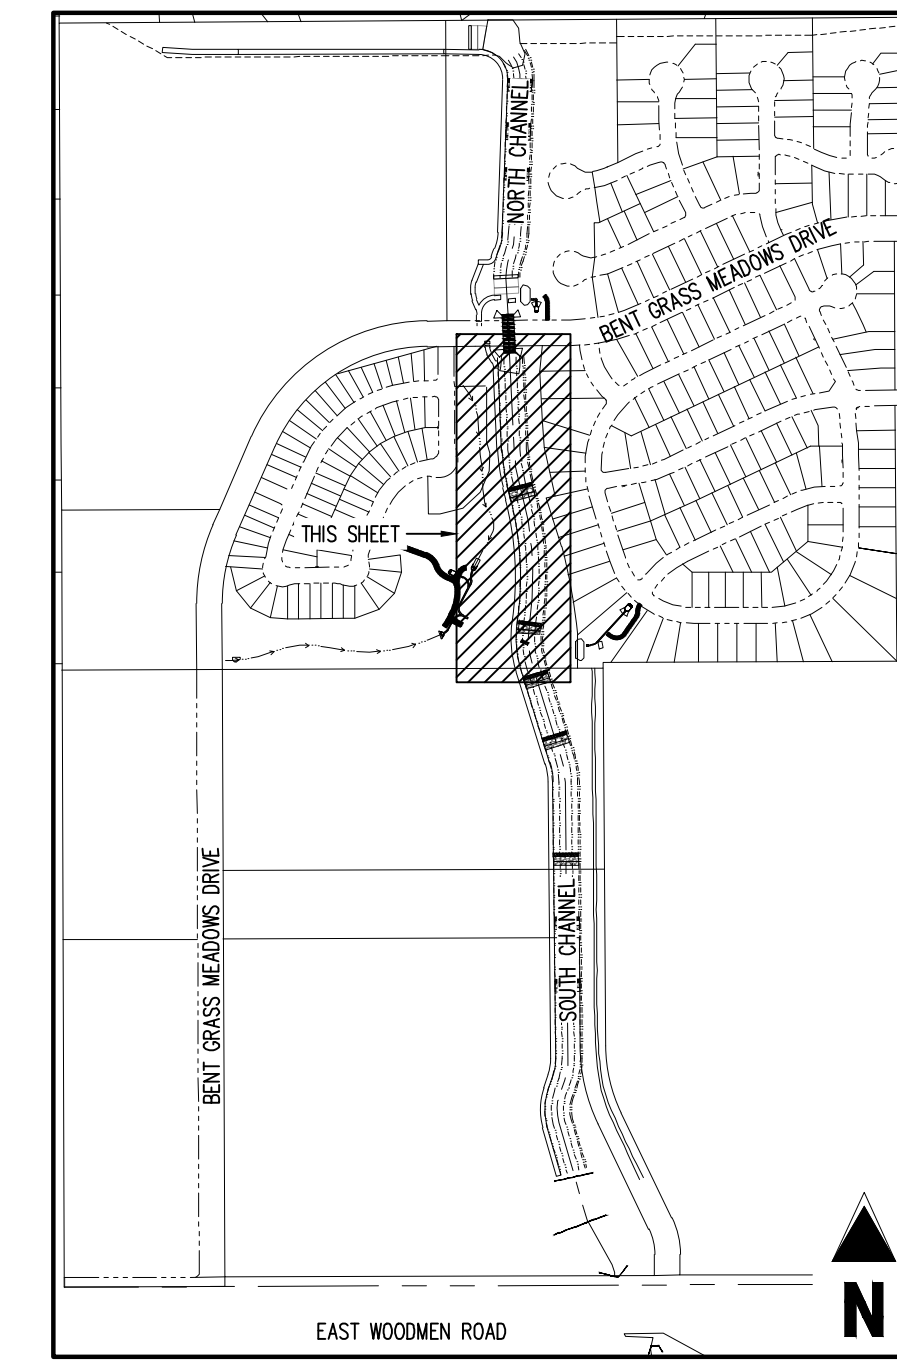 NORTH CHANNEL
BENT GRASS MEADOWS DRIVE
THIS SHEET
BENT GRASS MEADOWS DRIVE
SOUTH CHANNEL
N
EAST WOODMEN ROAD